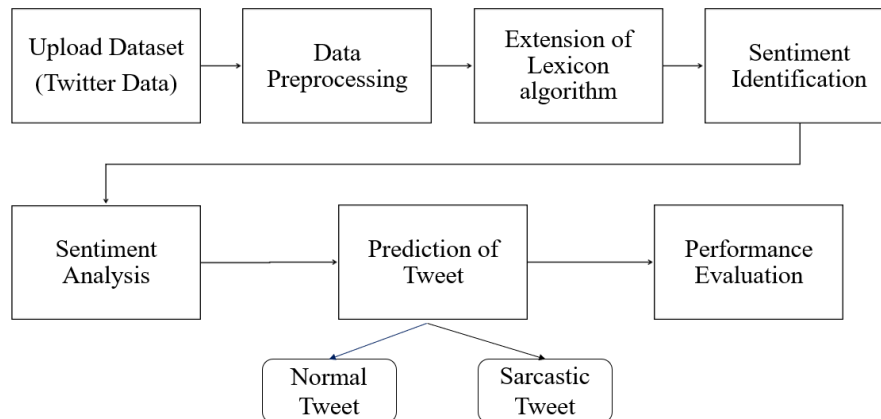 Upload Dataset
(Twitter Data)
Data
Preprocessing
Extension of
Lexicon
algorithm
Sentiment
Identification
Sentiment
Analysis
Prediction of
Tweet
Performance
Evaluation
Normal
Tweet
Sarcastic
Tweet